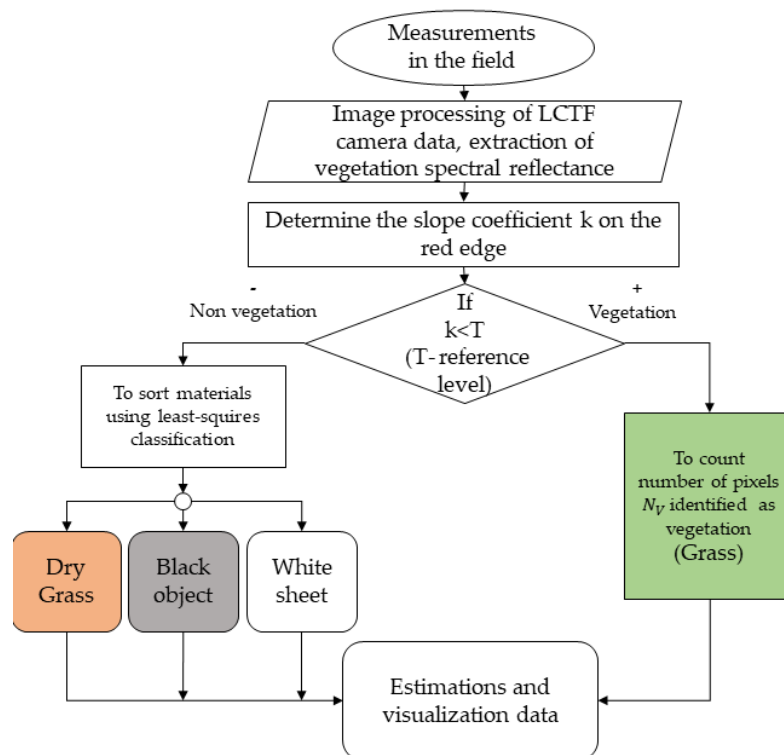 Measurements
in the field
Image processing of LCTF
camera data, extraction of
vegetation spectral reflectance
Determine the slope coefficient k on the
red edge
-
Non vegetation
+
Vegetation
If
k<T
(T-reference
level)
To sort materials
using least-squires
classification
To count
number of pixels
N_V identified as
vegetation
(Grass)
Dry
Grass
Black
object
White
sheet
Estimations and
visualization data